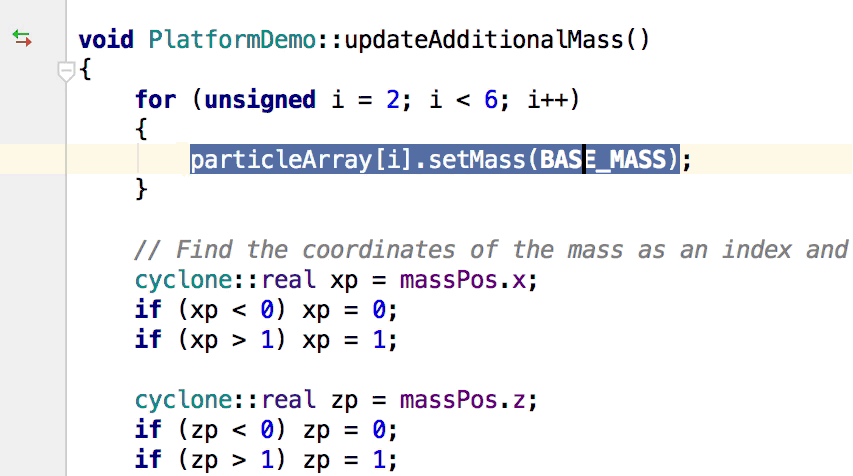 void PlatformDemo::updateAdditionalMass()
{
for (unsigned i = 2; i < 6; i++)
{
particleArray[i].setMass(BASE_MASS);
}
// Find the coordinates of the mass as an index and
cyclone::real xp = massPos.x;
if (xp < 0) xp = 0;
if (xp > 1) xp = 1;
cyclone::real zp = massPos.z;
if (zp < 0) zp = 0;
if (zp > 1) zp = 1;